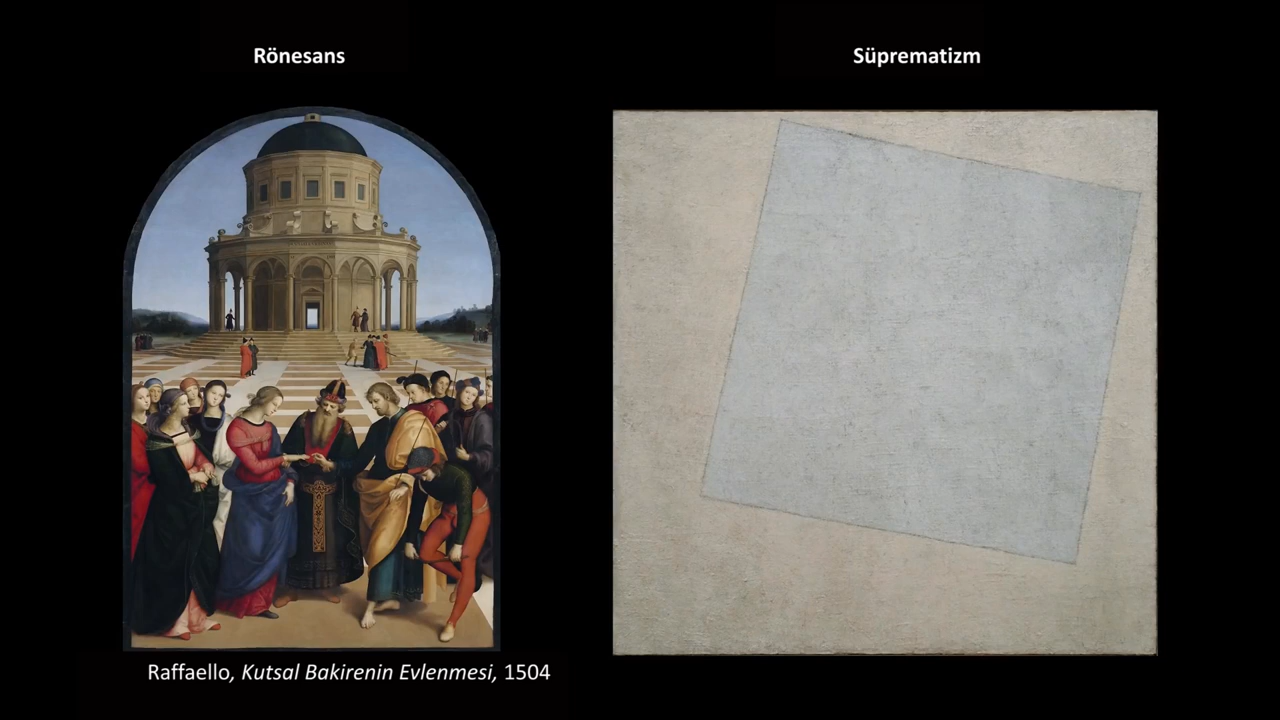 Rönesans
Süprematizm
Raffaello, Kutsal Bakirenin Evlenmesi, 1504